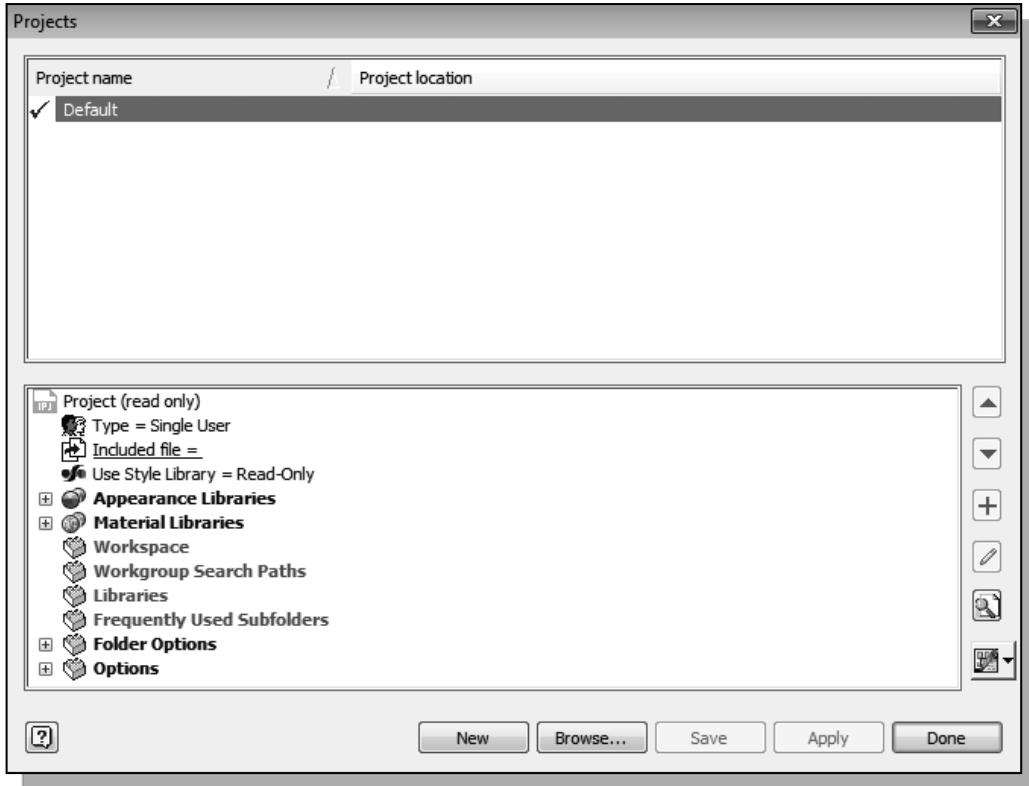 Projects
Project name / Project location
Default
IPJ Project (read only)
Type = Single User
Included file =
Use Style Library = Read-Only
Appearance Libraries
Material Libraries
Workspace
Workgroup Search Paths
Libraries
Frequently Used Subfolders
Folder Options
Options
New Browse... Save Apply Done